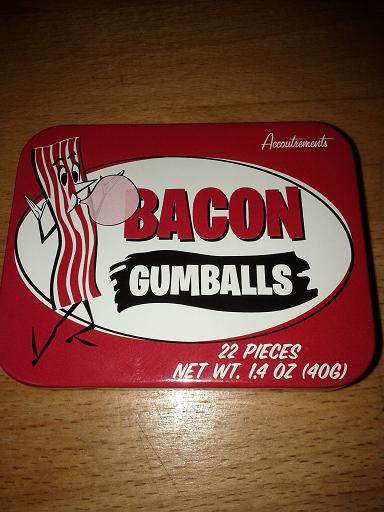 Accoutrements
BACON
GUMBALLS
22 PIECES
NET WT. 1.4 OZ (40G)